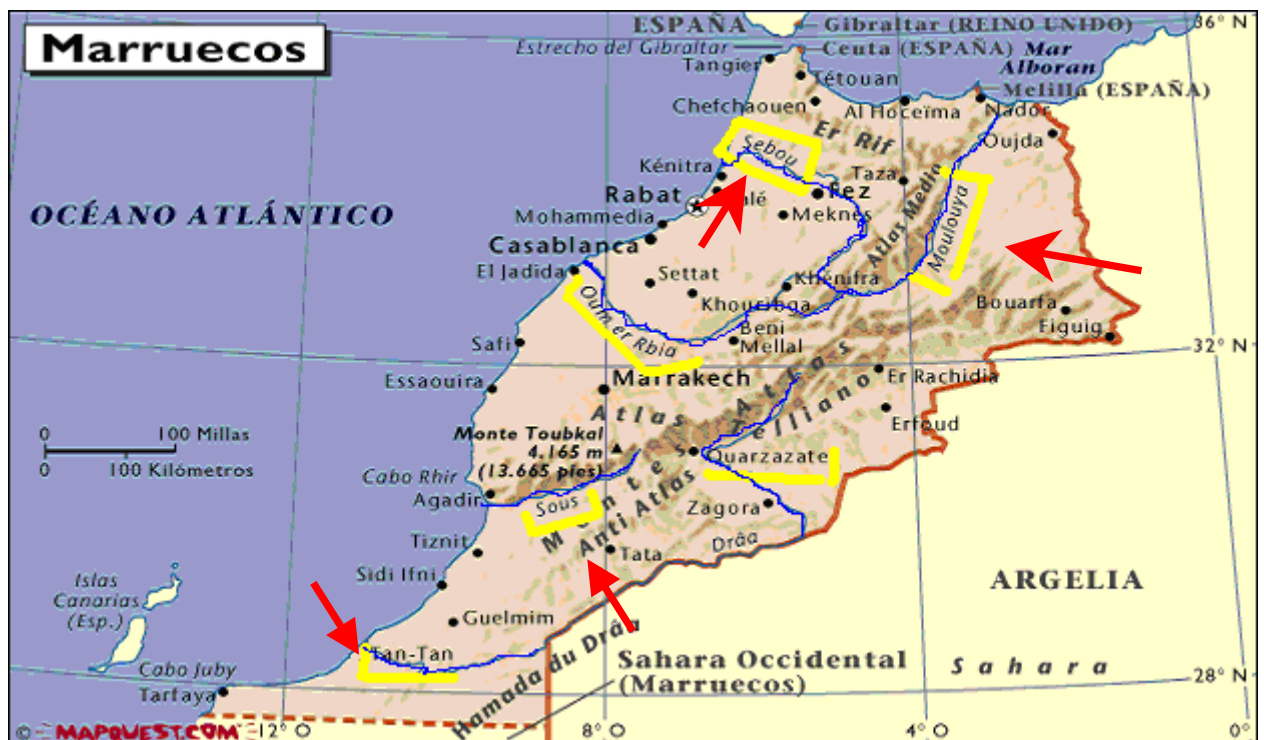 Marruecos
ESPAÑA
Gibraltar (REINO UNIDO)
36° N
Estrecho del Gibraltar
Ceuta (ESPAÑA)
Mar
Alboran
Tangier
Tétouan
Melilla (ESPAÑA)
Chefchaouen
Al Hoceïma
Nador
Er Rif
Oujda
Sebou
Kénitra
Taza
Rabat
lé
Fez
OCÉANO ATLÁNTICO
Mohammedia
Meknès
Atlas Medio
Moulouya
Casablanca
El Jadida
Settat
Khénifra
Khouribga
Bouarfa
Oum er Rbia
Beni
Mellal
Figuig
Safi
32° N
Essaouira
Marrakech
Er Rachidia
Atlas
Montes Atlas
Telliano
Erfoud
0 100 Millas
0 100 Kilómetros
Monte Toubkal
4.165 m
(13.665 pies)
Ouarzazate
Cabo Rhir
Agadir
Sous
Anti Atlas
Zagora
Tiznit
Tata
Drâa
Sidi Ifni
Islas
Canarias
(Esp.)
ARGELIA
Guelmim
Hamada du Drâa
Tan-Tan
Sahara Occidental
(Marruecos)
Sahara
Cabo Juby
Tarfaya
28° N
© MAPQUEST.COM
12° O
8° O
4° O
0°